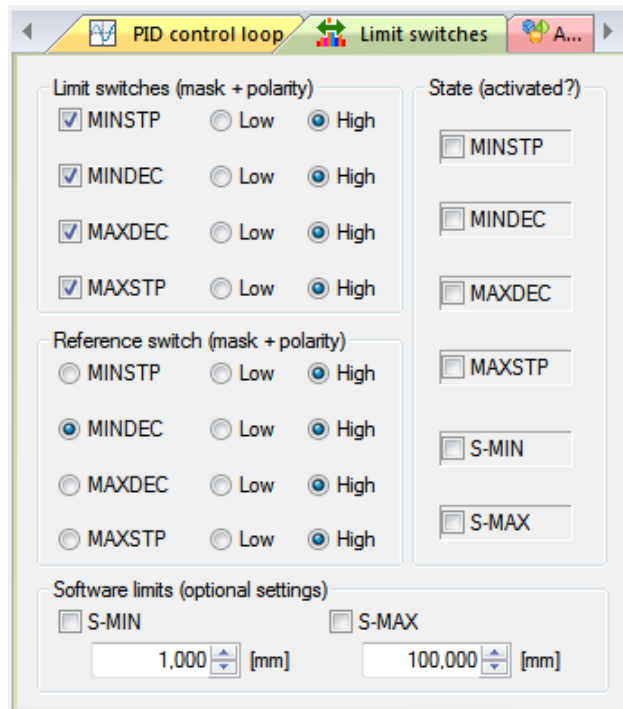 PID control loop Limit switches A...
Limit switches (mask + polarity)
MINSTP Low High
MINDEC Low High
MAXDEC Low High
MAXSTP Low High
State (activated?)
MINSTP
MINDEC
MAXDEC
MAXSTP
S-MIN
S-MAX
Reference switch (mask + polarity)
MINSTP Low High
MINDEC Low High
MAXDEC Low High
MAXSTP Low High
Software limits (optional settings)
S-MIN S-MAX
1,000 [mm] 100,000 [mm]